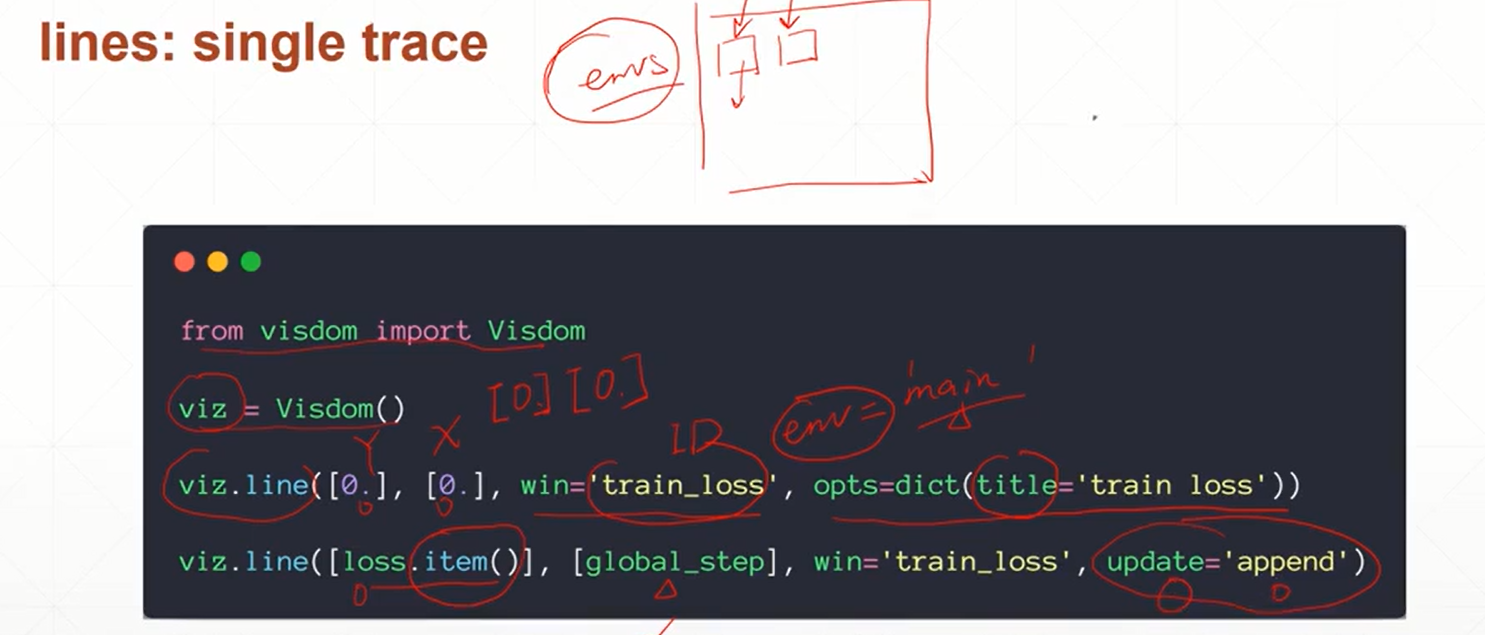 lines: single trace
envs
from visdom import Visdom
[0.] [0.]
'main'
viz = Visdom()
Y X ID env=
viz.line([0.], [0.], win='train_loss', opts=dict(title='train loss'))
viz.line([loss.item()], [global_step], win='train_loss', update='append')